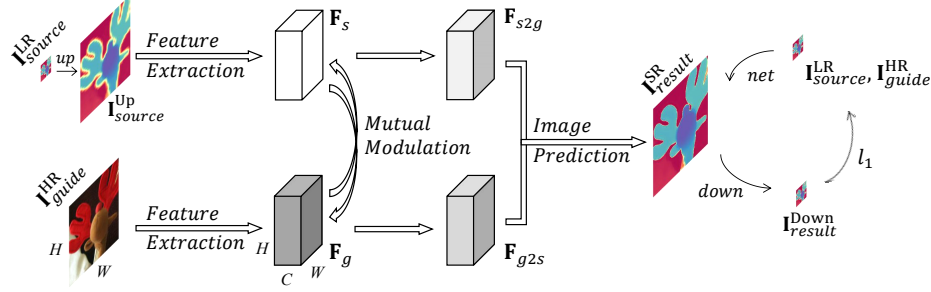 I^LR_source
up
I^Up_source
Feature
Extraction
F_s
F_s2g
Mutual
Modulation
I^HR_guide
H
W
Feature
Extraction
H
C
W
F_g
F_g2s
Image
Prediction
I^SR_result
net
I^LR_source, I^HR_guide
l_1
down
I^Down_result